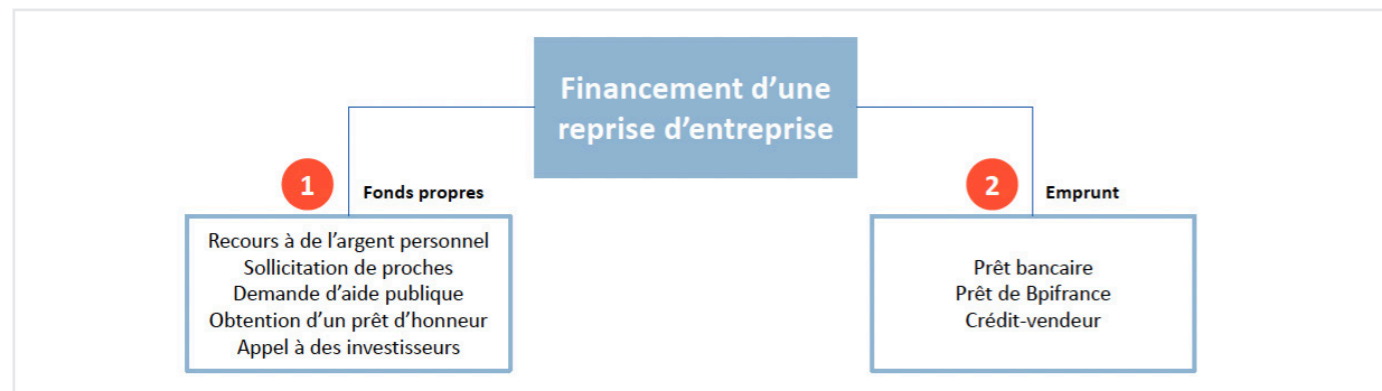 Financement d’une
reprise d’entreprise
1
Fonds propres
Recours à de l’argent personnel
Sollicitation de proches
Demande d’aide publique
Obtention d’un prêt d’honneur
Appel à des investisseurs
2
Emprunt
Prêt bancaire
Prêt de Bpifrance
Crédit-vendeur